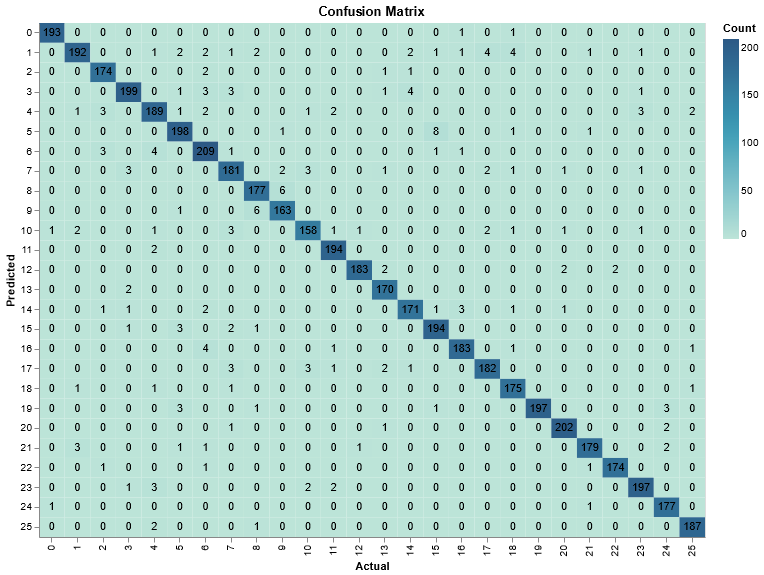 Confusion Matrix
0 193 0 0 0 0 0 0 0 0 0 0 0 0 0 0 0 1 0 1 0 0 0 0 0 0 0
1 0 192 0 0 1 2 2 1 2 0 0 0 0 0 2 1 1 4 4 0 0 1 0 1 0 0
2 0 0 174 0 0 0 2 0 0 0 0 0 0 1 1 0 0 0 0 0 0 0 0 0 0 0
3 0 0 0 199 0 1 3 3 0 0 0 0 0 1 4 0 0 0 0 0 0 0 0 1 0 0
4 0 1 3 0 189 1 2 0 0 0 1 2 0 0 0 0 0 0 0 0 0 0 0 3 0 2
5 0 0 0 0 0 198 0 0 0 1 0 0 0 0 0 8 0 0 1 0 0 1 0 0 0 0
6 0 0 3 0 4 0 209 1 0 0 0 0 0 0 0 1 1 0 0 0 0 0 0 0 0 0
7 0 0 0 3 0 0 0 181 0 2 3 0 0 1 0 0 0 2 1 0 1 0 0 1 0 0
8 0 0 0 0 0 0 0 0 177 6 0 0 0 0 0 0 0 0 0 0 0 0 0 0 0 0
9 0 0 0 0 0 1 0 0 6 163 0 0 0 0 0 0 0 0 0 0 0 0 0 0 0 0
10 1 2 0 0 1 0 0 3 0 0 158 1 1 0 0 0 0 2 1 0 1 0 0 1 0 0
11 0 0 0 0 2 0 0 0 0 0 0 194 0 0 0 0 0 0 0 0 0 0 0 0 0 0
12 0 0 0 0 0 0 0 0 0 0 0 0 183 2 0 0 0 0 0 0 2 0 2 0 0 0
13 0 0 0 2 0 0 0 0 0 0 0 0 0 170 0 0 0 0 0 0 0 0 0 0 0 0
14 0 0 1 1 0 0 2 0 0 0 0 0 0 0 171 1 3 0 1 0 1 0 0 0 0 0
15 0 0 0 1 0 3 0 2 1 0 0 0 0 0 0 194 0 0 0 0 0 0 0 0 0 0
16 0 0 0 0 0 0 4 0 0 0 0 1 0 0 0 0 183 0 1 0 0 0 0 0 0 1
17 0 0 0 0 0 0 0 3 0 0 3 1 0 2 1 0 0 182 0 0 0 0 0 0 0 0
18 0 1 0 0 1 0 0 1 0 0 0 0 0 0 0 0 0 0 175 0 0 0 0 0 0 1
19 0 0 0 0 0 3 0 0 1 0 0 0 0 0 0 1 0 0 0 197 0 0 0 0 3 0
20 0 0 0 0 0 0 0 1 0 0 0 0 0 1 0 0 0 0 0 0 202 0 0 0 2 0
21 0 3 0 0 0 1 1 0 0 0 0 0 1 0 0 0 0 0 0 0 0 179 0 0 2 0
22 0 0 1 0 0 0 1 0 0 0 0 0 0 0 0 0 0 0 0 0 0 1 174 0 0 0
23 0 0 0 1 3 0 0 0 0 0 2 2 0 0 0 0 0 0 0 0 0 0 0 197 0 0
24 1 0 0 0 0 0 0 0 0 0 0 0 0 0 0 0 0 0 0 0 0 1 0 0 177 0
25 0 0 0 0 2 0 0 0 1 0 0 0 0 0 0 0 0 0 0 0 0 0 0 0 0 187
0 1 2 3 4 5 6 7 8 9 10 11 12 13 14 15 16 17 18 19 20 21 22 23 24 25
Actual
Predicted
Count
200
150
100
50
0